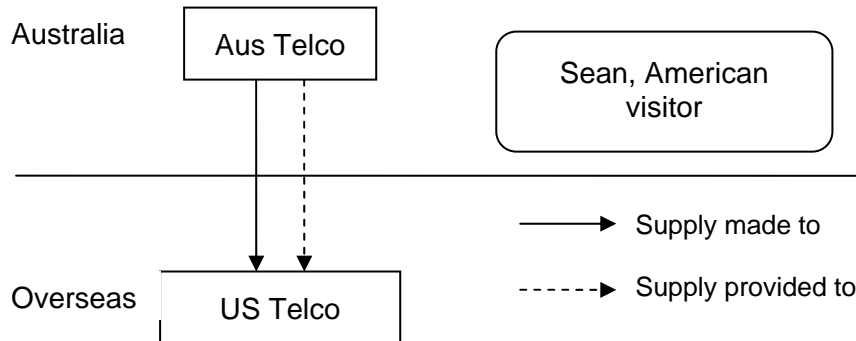 Australia
Aus Telco
Sean, American
visitor
Supply made to
Supply provided to
Overseas
US Telco